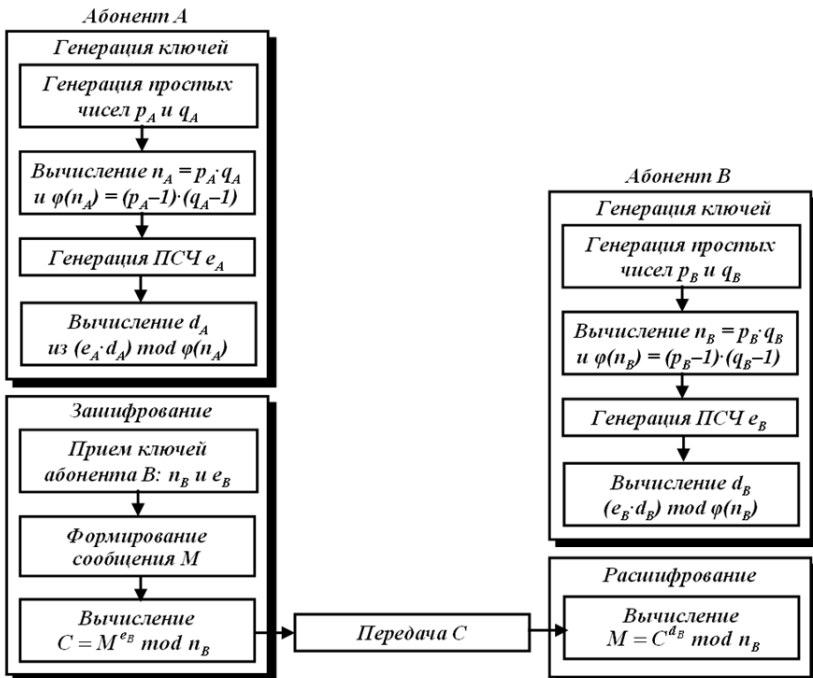 Абонент А
Генерация ключей
Генерация простых
чисел p_A и q_A
Вычисление n_A = p_A·q_A
и φ(n_A) = (p_A–1)·(q_A–1)
Генерация ПСЧ e_A
Вычисление d_A
из (e_A·d_A) mod φ(n_A)
Зашифрование
Прием ключей
абонента В: n_B и e_B
Формирование
сообщения М
Вычисление
C = M^{e_B} mod n_B
Передача С
Абонент В
Генерация ключей
Генерация простых
чисел p_B и q_B
Вычисление n_B = p_B·q_B
и φ(n_B) = (p_B–1)·(q_B–1)
Генерация ПСЧ e_B
Вычисление d_B
(e_B·d_B) mod φ(n_B)
Расшифрование
Вычисление
M = C^{d_B} mod n_B